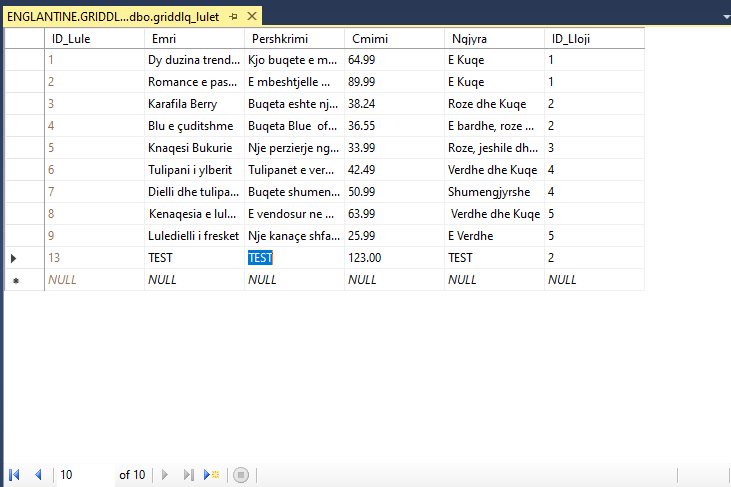 ENGLANTINE.GRIDDL...dbo.griddlq_lulet
ID_Lule Emri Pershkrimi Cmimi Ngjyra ID_Lloji
1 Dy duzina trend... Kjo buqete e m... 64.99 E Kuqe 1
2 Romance e pas... E mbeshtjelle ... 89.99 E Kuqe 1
3 Karafila Berry Buqeta eshte nj... 38.24 Roze dhe Kuqe 2
4 Blu e çuditshme Buqeta Blue of... 36.55 E bardhe, roze ... 2
5 Knaqesi Bukurie Nje perzierje ng... 33.99 Roze, jeshile dh... 3
6 Tulipani i ylberit Tulipanet e ver... 42.49 Verdhe dhe Kuqe 4
7 Dielli dhe tulipa... Buqete shumen... 50.99 Shumengjyrshe 4
8 Kenaqesia e lul... E vendosur ne ... 63.99 Verdhe dhe Kuqe 5
9 Luledielli i fresket Nje kanaçe shfa... 25.99 E Verdhe 5
13 TEST TEST 123.00 TEST 2
NULL NULL NULL NULL NULL NULL
10 of 10